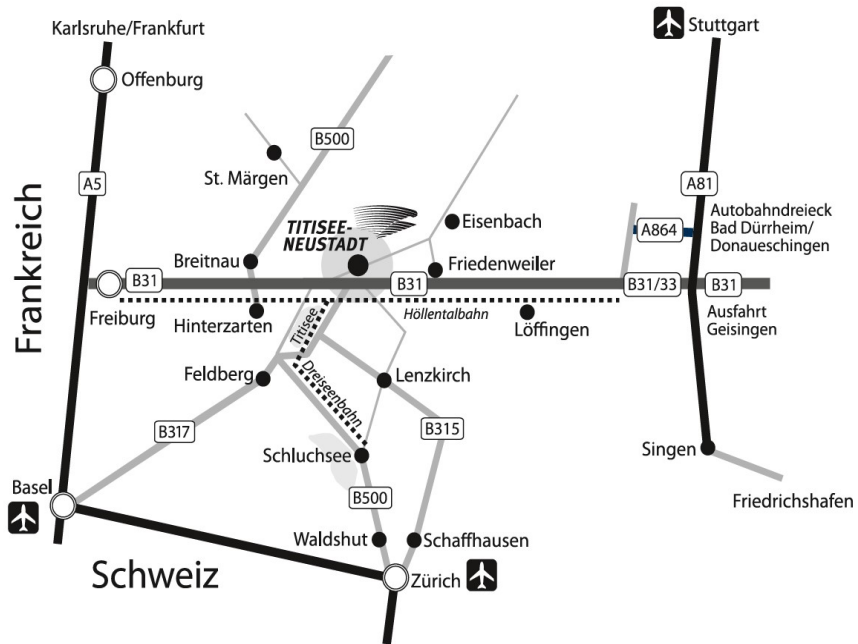 Karlsruhe/Frankfurt
Stuttgart
Offenburg
B500
St. Märgen
A5
A81
Frankreich
TITISEE-
NEUSTADT
Eisenbach
A864
Autobahndreieck
Bad Dürrheim/
Donaueschingen
Breitnau
Friedenweiler
B31
B31
B31/33
B31
Freiburg
Hinterzarten
Höllentalbahn
Löffingen
Ausfahrt
Geisingen
Titisee
Feldberg
Dreiseenbahn
Lenzkirch
B317
B315
Schluchsee
Singen
Basel
B500
Friedrichshafen
Waldshut
Schaffhausen
Schweiz
Zürich